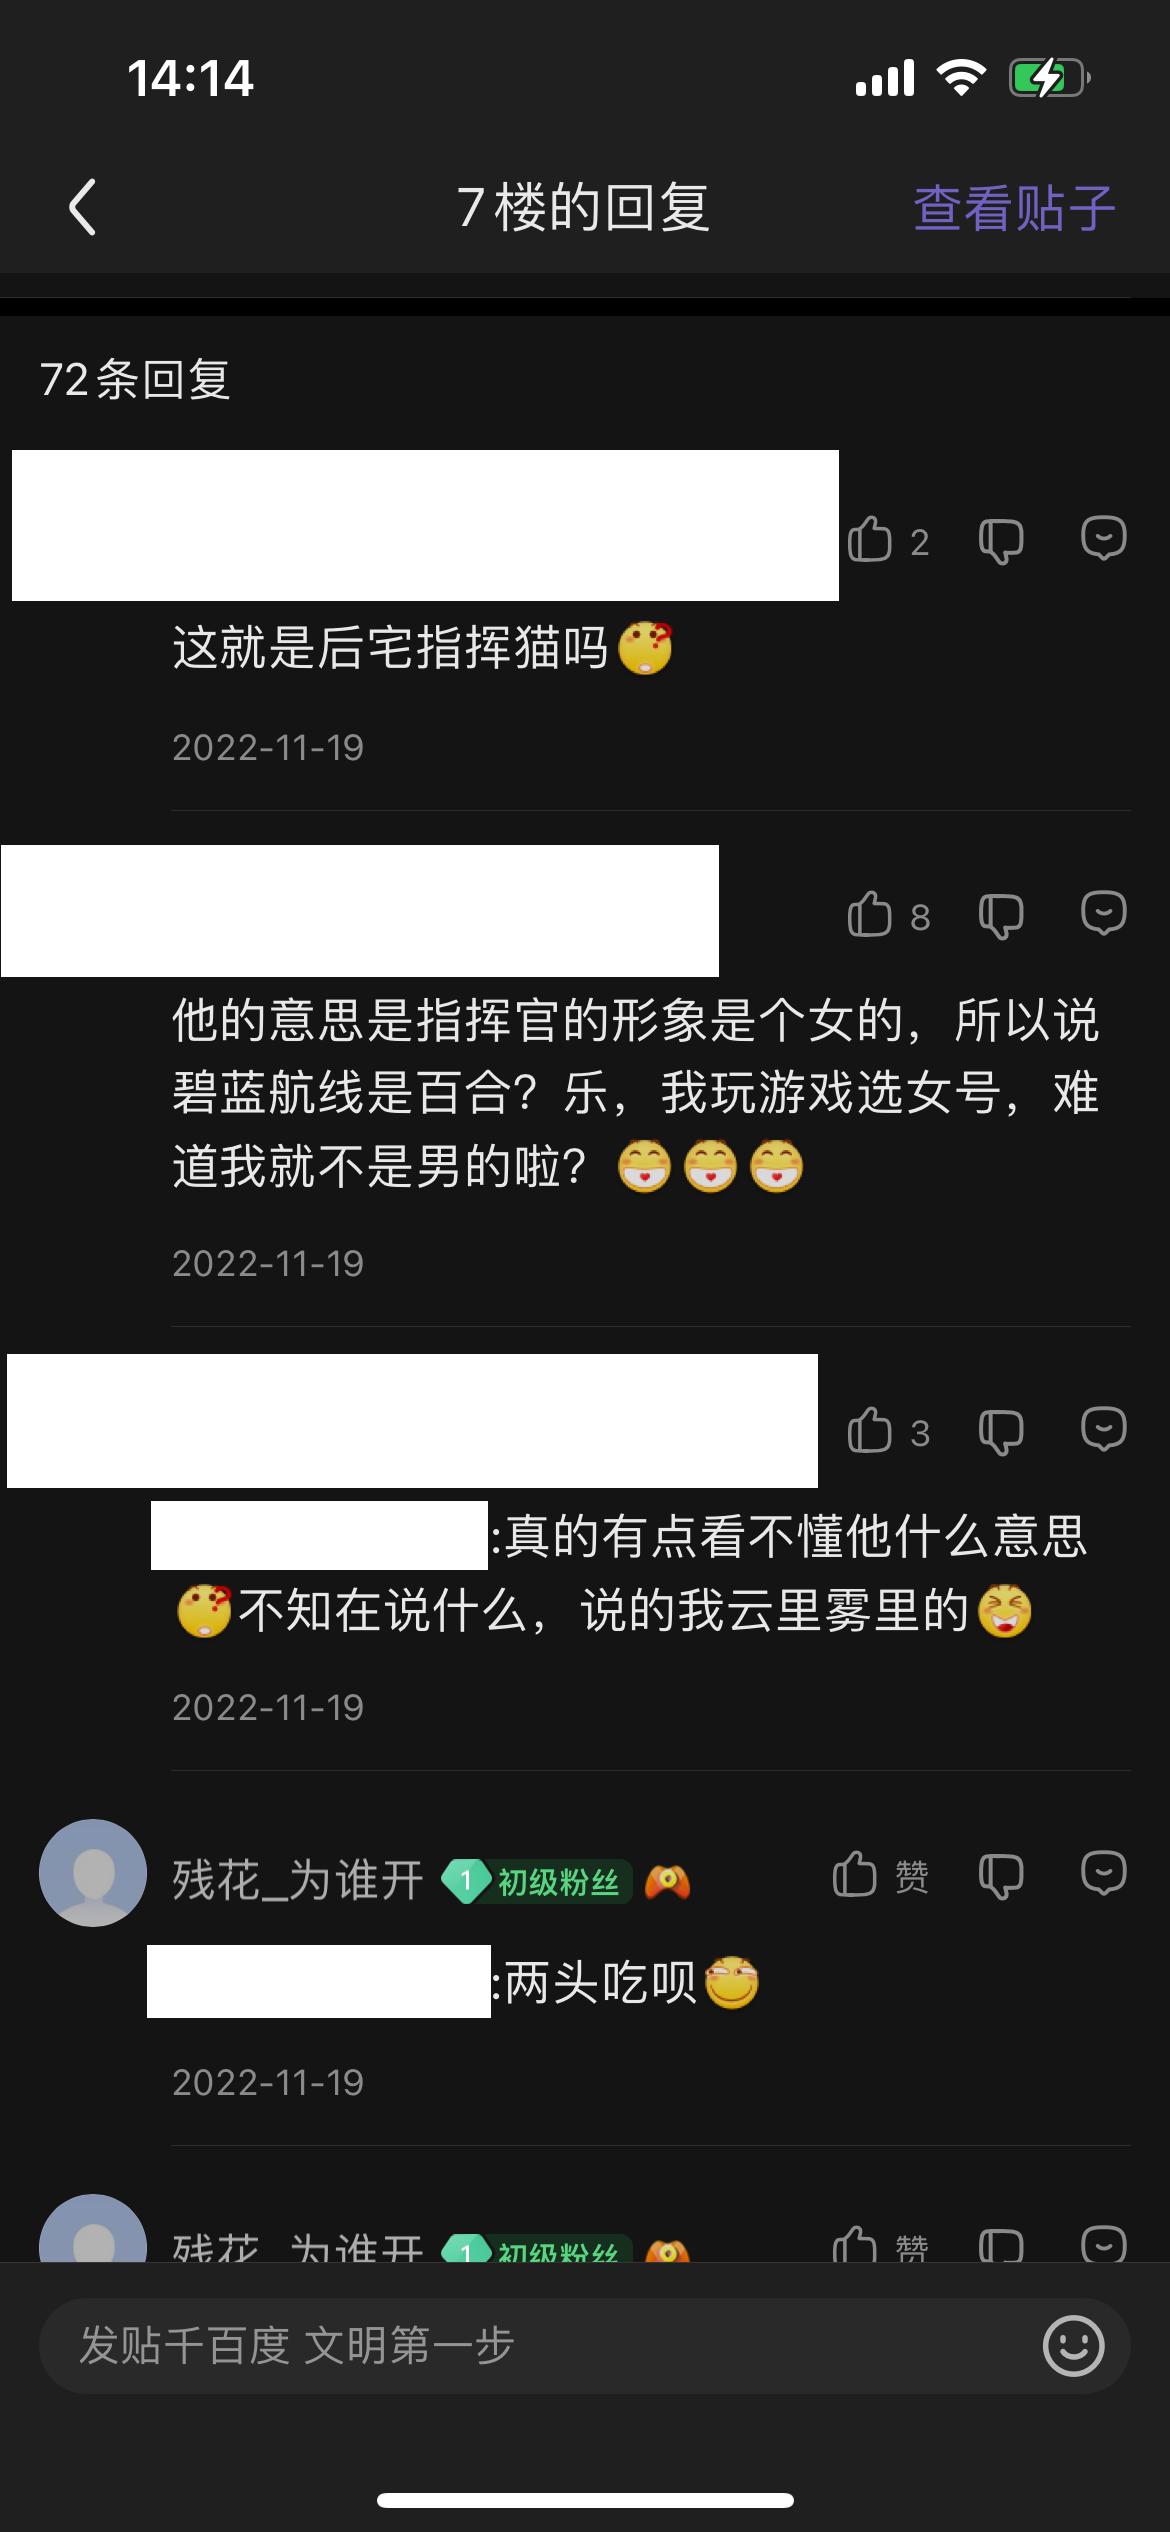 14:14
7楼的回复
查看贴子
72条回复
2
这就是后宅指挥猫吗
2022-11-19
8
他的意思是指挥官的形象是个女的，所以说
碧蓝航线是百合？乐，我玩游戏选女号，难
道我就不是男的啦？
2022-11-19
3
:真的有点看不懂他什么意思
不知在说什么，说的我云里雾里的
2022-11-19
残花_为谁开 1 初级粉丝
赞
:两头吃呗
2022-11-19
残花_为谁开 1 初级粉丝
赞
发贴千百度 文明第一步